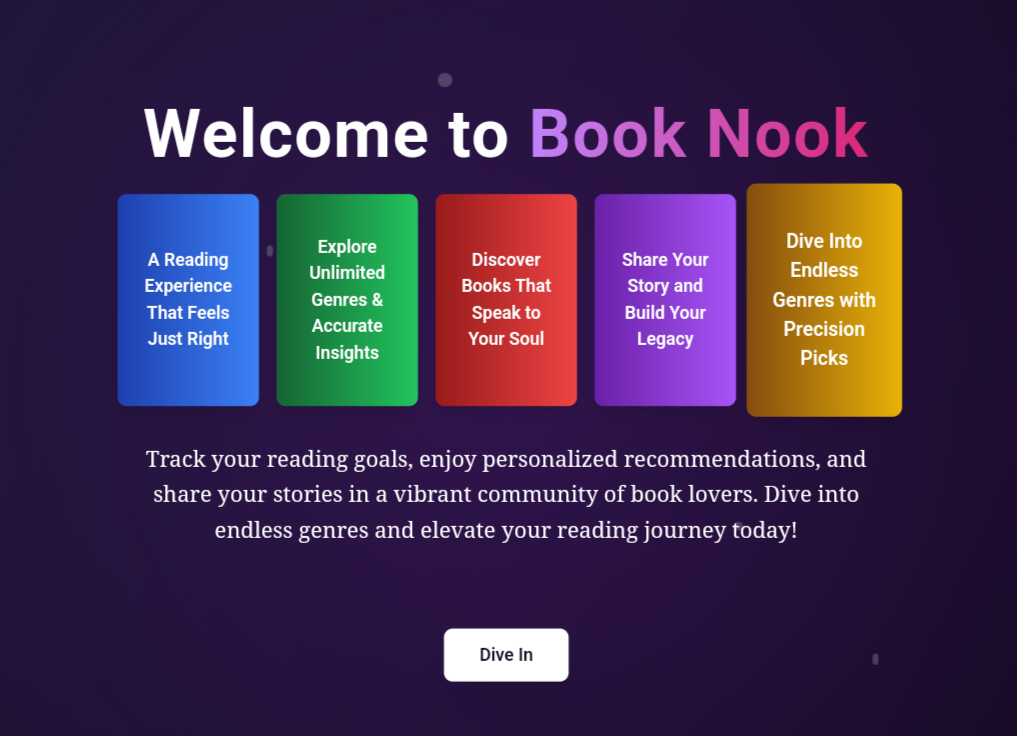 Welcome to Book Nook
A Reading
Experience
That Feels
Just Right
Explore
Unlimited
Genres &
Accurate
Insights
Discover
Books That
Speak to
Your Soul
Share Your
Story and
Build Your
Legacy
Dive Into
Endless
Genres with
Precision
Picks
Track your reading goals, enjoy personalized recommendations, and
share your stories in a vibrant community of book lovers. Dive into
endless genres and elevate your reading journey today!
Dive In